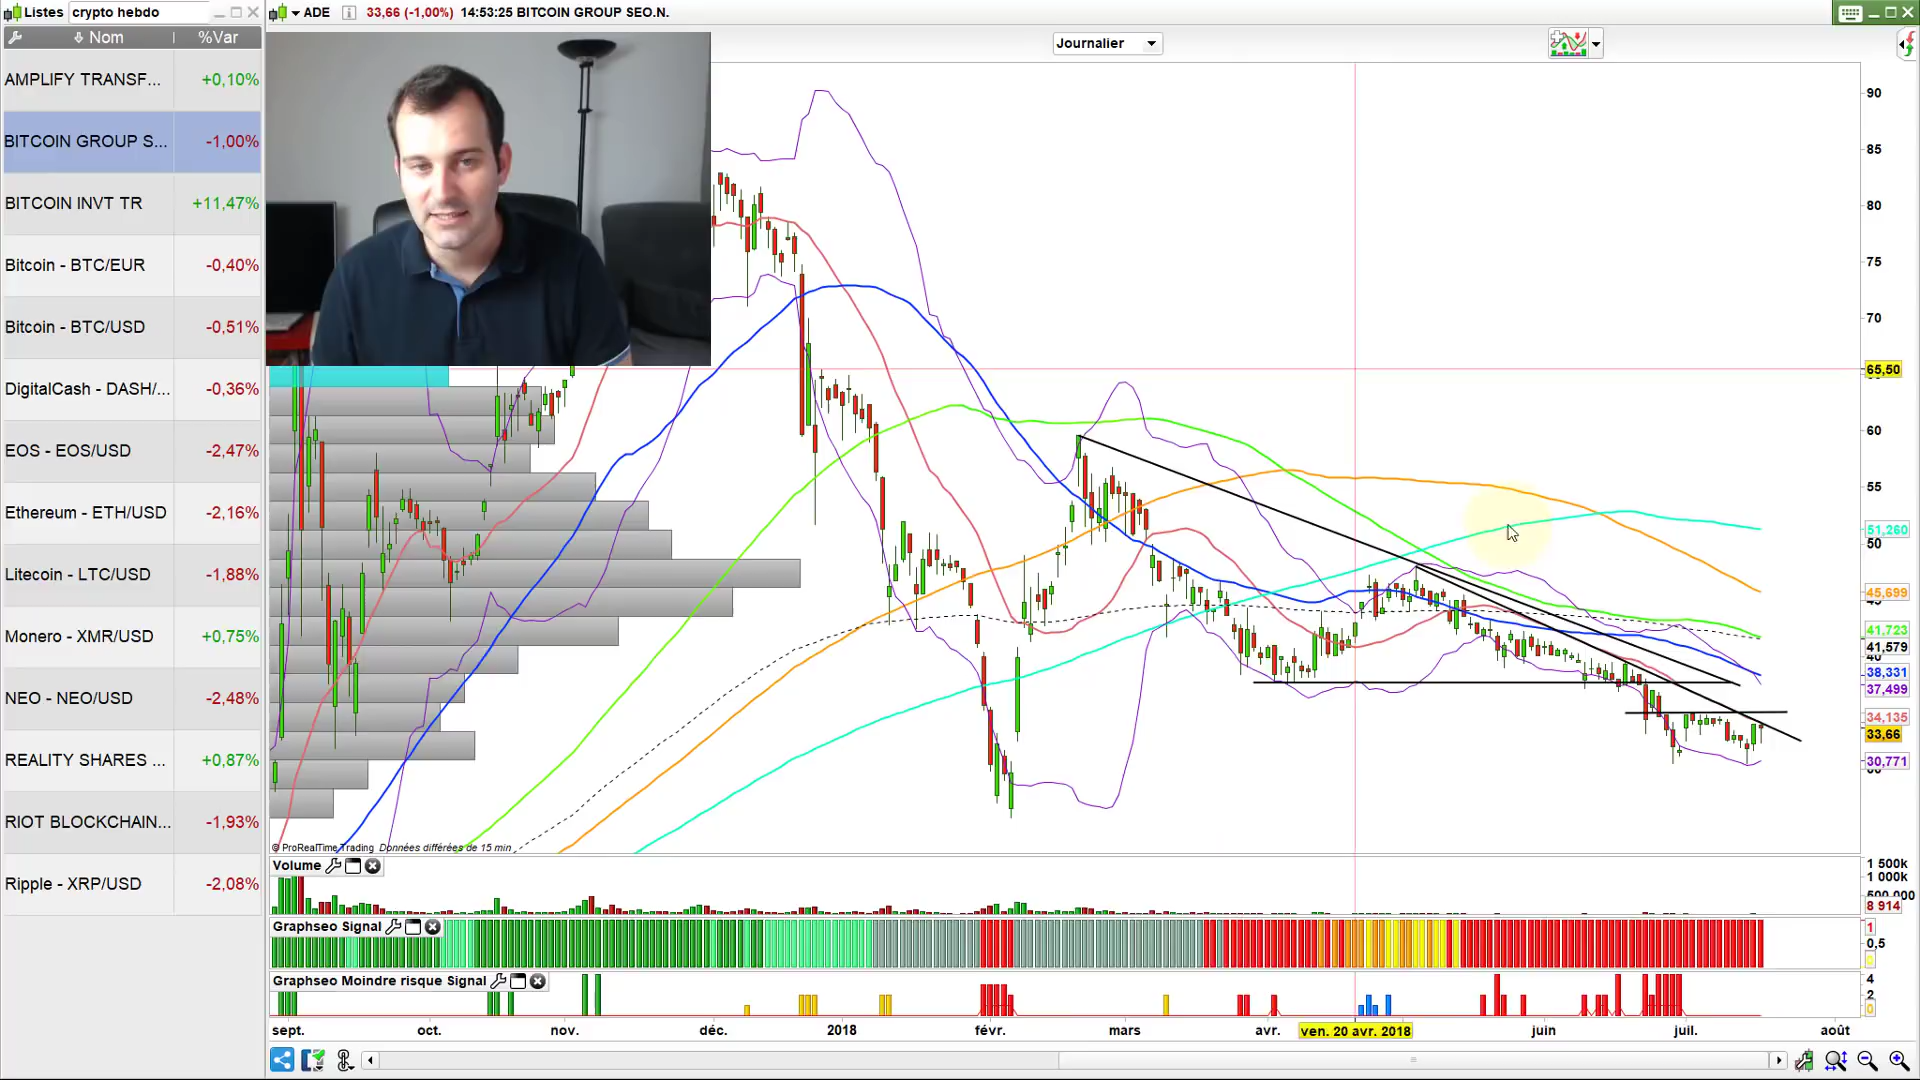 Listes crypto hebdo
Nom %Var
AMPLIFY TRANSF... +0,10%
BITCOIN GROUP S... -1,00%
BITCOIN INVT TR +11,47%
Bitcoin - BTC/EUR -0,40%
Bitcoin - BTC/USD -0,51%
DigitalCash - DASH/... -0,36%
EOS - EOS/USD -2,47%
Ethereum - ETH/USD -2,16%
Litecoin - LTC/USD -1,88%
Monero - XMR/USD +0,75%
NEO - NEO/USD -2,48%
REALITY SHARES ... +0,87%
RIOT BLOCKCHAIN... -1,93%
Ripple - XRP/USD -2,08%
ADE 33,66 (-1,00%) 14:53:25 BITCOIN GROUP SEO.N.
Journalier
90
85
80
75
70
65,50
60
55
51,260
50
45,699
41,723
41,579
38,331
37,499
34,135
33,66
30,771
© ProRealTime Trading Données différées de 15 min
Volume
1 500k
1 000k
500 000
8 914
Graphseo Signal
1
0,5
0
Graphseo Moindre risque Signal
4
2
0
sept. oct. nov. déc. 2018 févr. mars avr. ven. 20 avr. 2018 juin juil. août